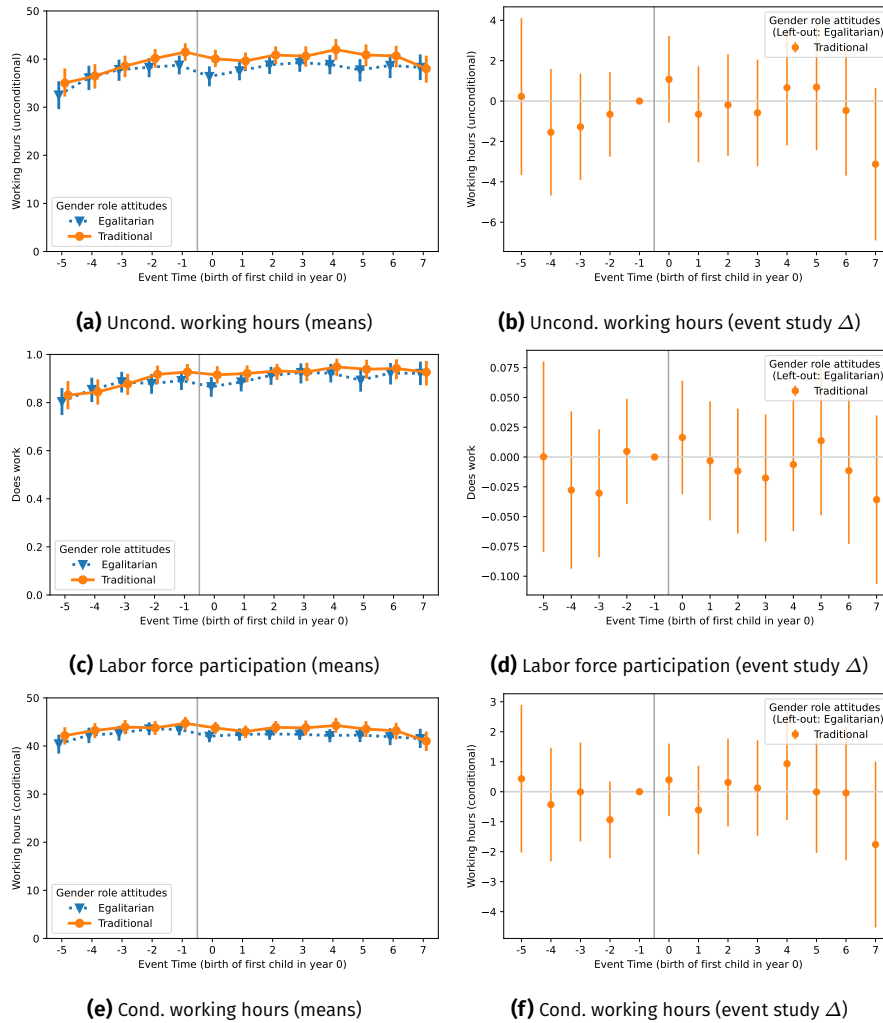 50
40
30
20
10
0
Working hours (unconditional)
Gender role attitudes
Egalitarian
Traditional
-5 -4 -3 -2 -1 0 1 2 3 4 5 6 7
Event Time (birth of first child in year 0)
(a) Uncond. working hours (means)
4
2
0
−2
−4
−6
Working hours (unconditional)
Gender role attitudes
(Left-out: Egalitarian)
Traditional
-5 -4 -3 -2 -1 0 1 2 3 4 5 6 7
Event Time (birth of first child in year 0)
(b) Uncond. working hours (event study Δ)
1.0
0.8
0.6
0.4
0.2
0.0
Does work
Gender role attitudes
Egalitarian
Traditional
-5 -4 -3 -2 -1 0 1 2 3 4 5 6 7
Event Time (birth of first child in year 0)
(c) Labor force participation (means)
0.075
0.050
0.025
0.000
−0.025
−0.050
−0.075
−0.100
Does work
Gender role attitudes
(Left-out: Egalitarian)
Traditional
-5 -4 -3 -2 -1 0 1 2 3 4 5 6 7
Event Time (birth of first child in year 0)
(d) Labor force participation (event study Δ)
50
40
30
20
10
0
Working hours (conditional)
Gender role attitudes
Egalitarian
Traditional
-5 -4 -3 -2 -1 0 1 2 3 4 5 6 7
Event Time (birth of first child in year 0)
(e) Cond. working hours (means)
3
2
1
0
−1
−2
−3
−4
Working hours (conditional)
Gender role attitudes
(Left-out: Egalitarian)
Traditional
-5 -4 -3 -2 -1 0 1 2 3 4 5 6 7
Event Time (birth of first child in year 0)
(f) Cond. working hours (event study Δ)